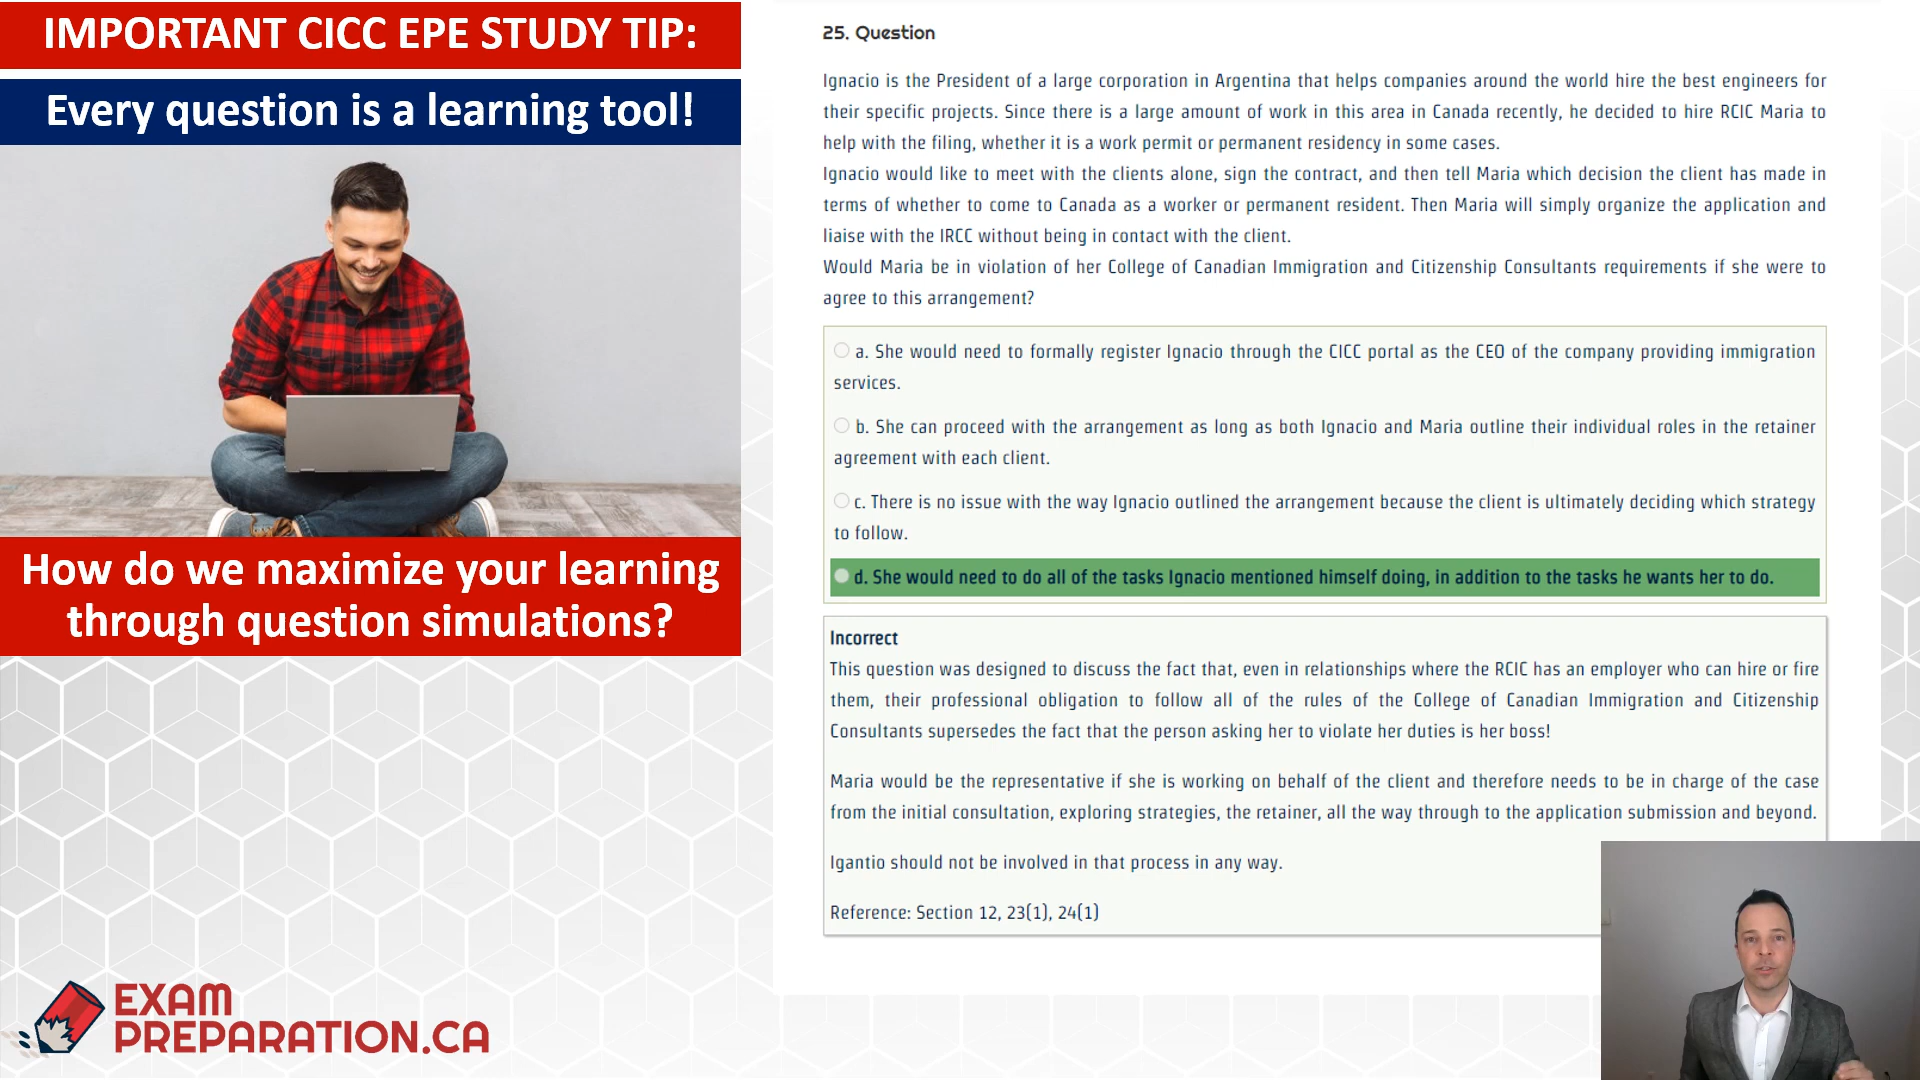 IMPORTANT CICC EPE STUDY TIP:
Every question is a learning tool!
How do we maximize your learning
through question simulations?
EXAM
PREPARATION.CA
25. Question
Ignacio is the President of a large corporation in Argentina that helps companies around the world hire the best engineers for
their specific projects. Since there is a large amount of work in this area in Canada recently, he decided to hire RCIC Maria to
help with the filing, whether it is a work permit or permanent residency in some cases.
Ignacio would like to meet with the clients alone, sign the contract, and then tell Maria which decision the client has made in
terms of whether to come to Canada as a worker or permanent resident. Then Maria will simply organize the application and
liaise with the IRCC without being in contact with the client.
Would Maria be in violation of her College of Canadian Immigration and Citizenship Consultants requirements if she were to
agree to this arrangement?
a. She would need to formally register Ignacio through the CICC portal as the CEO of the company providing immigration
services.
b. She can proceed with the arrangement as long as both Ignacio and Maria outline their individual roles in the retainer
agreement with each client.
c. There is no issue with the way Ignacio outlined the arrangement because the client is ultimately deciding which strategy
to follow.
d. She would need to do all of the tasks Ignacio mentioned himself doing, in addition to the tasks he wants her to do.
Incorrect
This question was designed to discuss the fact that, even in relationships where the RCIC has an employer who can hire or fire
them, their professional obligation to follow all of the rules of the College of Canadian Immigration and Citizenship
Consultants supersedes the fact that the person asking her to violate her duties is her boss!
Maria would be the representative if she is working on behalf of the client and therefore needs to be in charge of the case
from the initial consultation, exploring strategies, the retainer, all the way through to the application submission and beyond.
Igantio should not be involved in that process in any way.
Reference: Section 12, 23(1), 24(1)